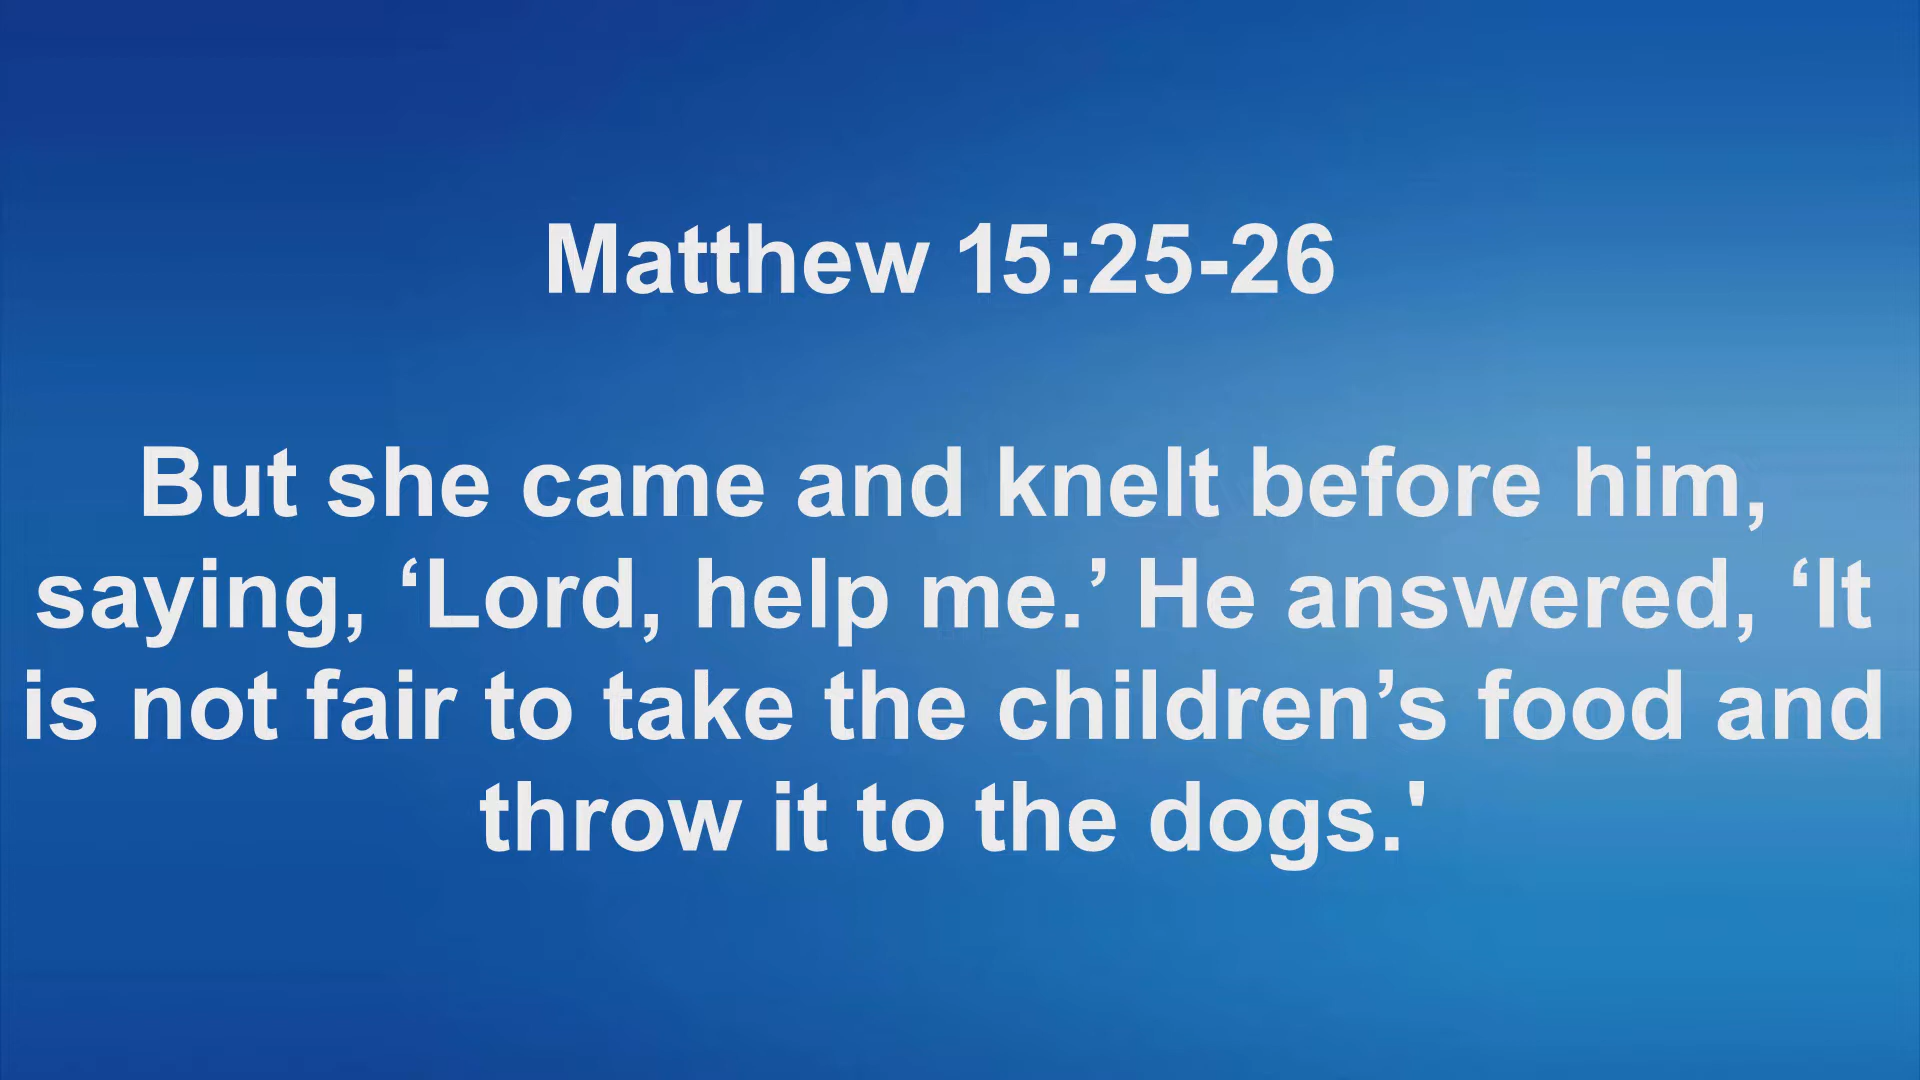 Matthew 15:25-26
But she came and knelt before him,
saying, ‘Lord, help me.’ He answered, ‘It
is not fair to take the children’s food and
throw it to the dogs.'